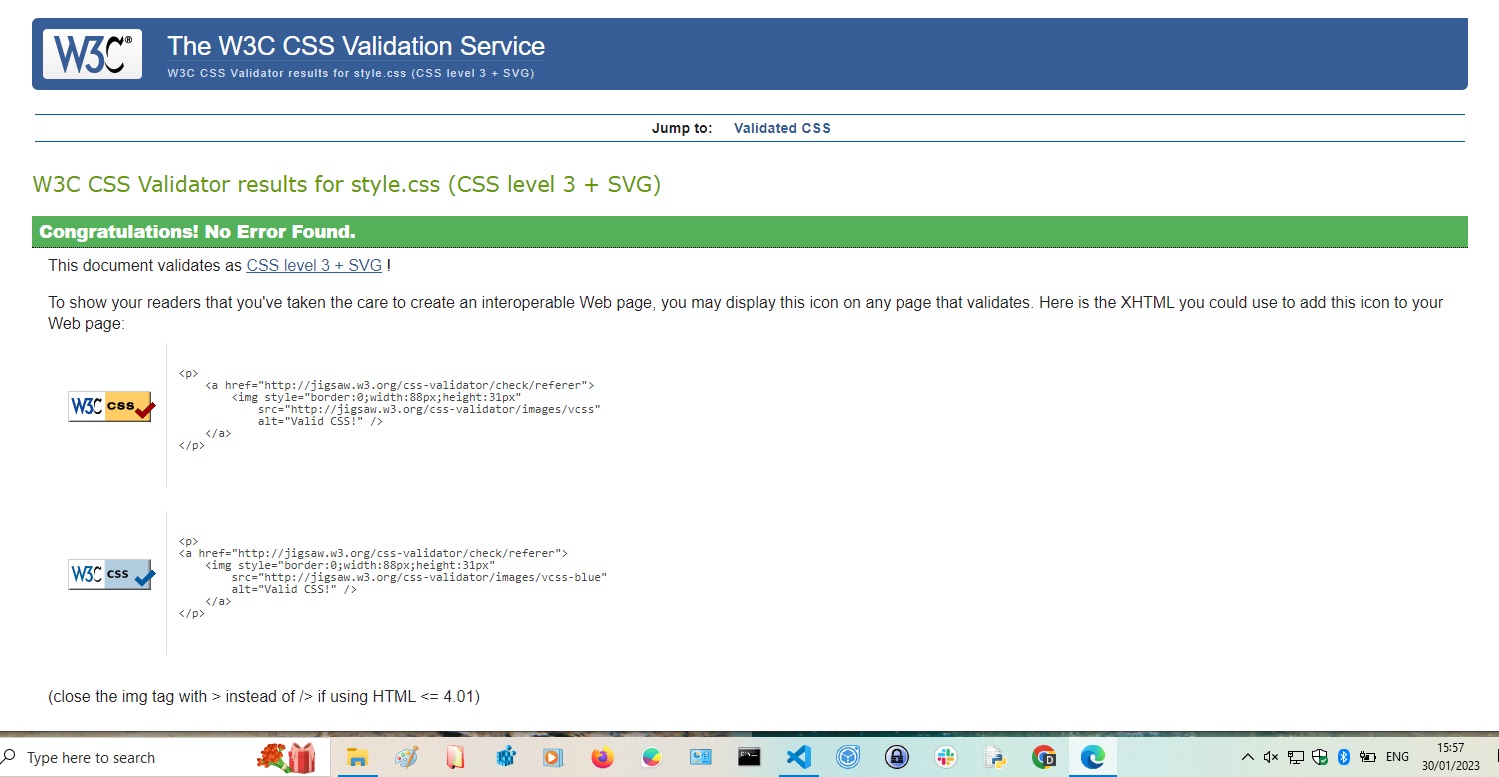 W3C®
The W3C CSS Validation Service
W3C CSS Validator results for style.css (CSS level 3 + SVG)
Jump to: Validated CSS
W3C CSS Validator results for style.css (CSS level 3 + SVG)
Congratulations! No Error Found.
This document validates as CSS level 3 + SVG !
To show your readers that you've taken the care to create an interoperable Web page, you may display this icon on any page that validates. Here is the XHTML you could use to add this icon to your
Web page:
W3C css
<p>
    <a href="http://jigsaw.w3.org/css-validator/check/referer">
        <img style="border:0;width:88px;height:31px"
            src="http://jigsaw.w3.org/css-validator/images/vcss"
            alt="Valid CSS!" />
    </a>
</p>
W3C css
<p>
<a href="http://jigsaw.w3.org/css-validator/check/referer">
    <img style="border:0;width:88px;height:31px"
        src="http://jigsaw.w3.org/css-validator/images/vcss-blue"
        alt="Valid CSS!" />
    </a>
</p>
(close the img tag with > instead of /> if using HTML <= 4.01)
Type here to search
D
ENG
15:57
30/01/2023